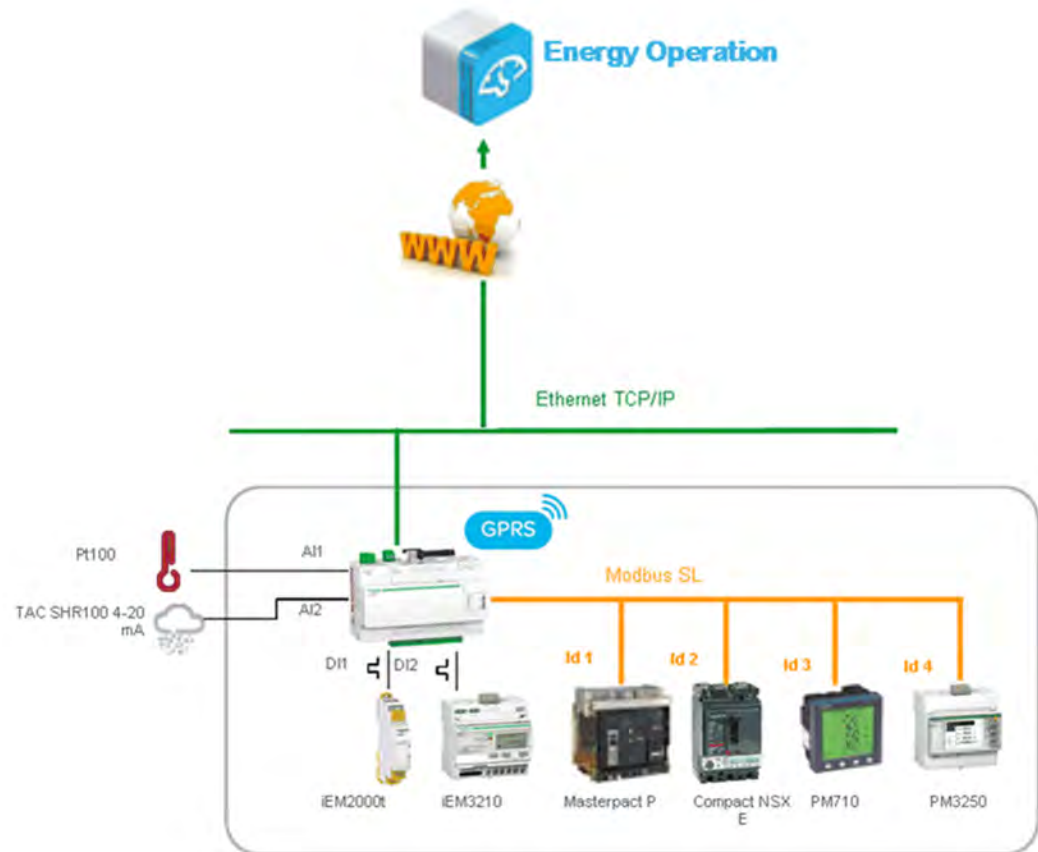 Energy Operation
WWW
Ethernet TCP/IP
GPRS
Pt100
AI1
Modbus SL
TAC SHR100 4-20
mA
AI2
DI1
DI2
Id 1
Id 2
Id 3
Id 4
iEM2000t
iEM3210
Masterpact P
Compact NSX
E
PM710
PM3250